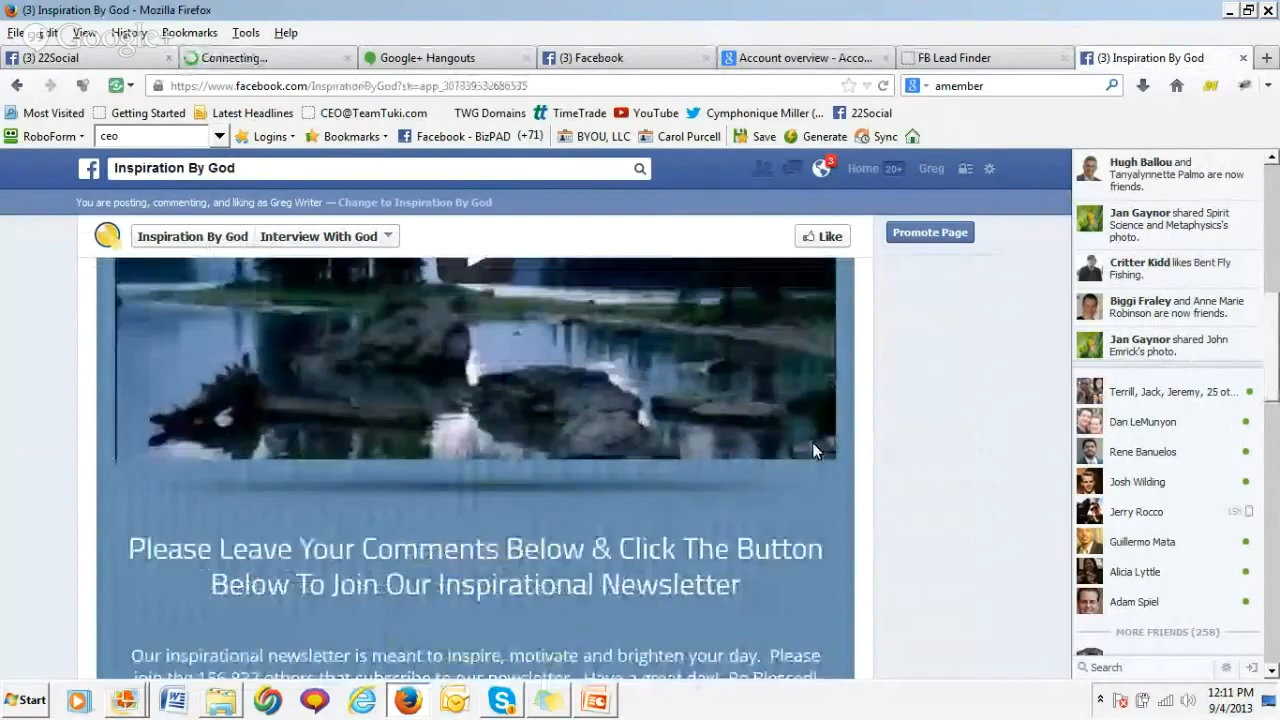 (3) Inspiration By God - Mozilla Firefox
File Edit View History Bookmarks Tools Help
Google+
(3) 22Social
Connecting...
Google+ Hangouts
(3) Facebook
Account overview - Acco...
FB Lead Finder
(3) Inspiration By God
amember
Most Visited
Getting Started
Latest Headlines
CEO@TeamTuki.com
TWG Domains
TimeTrade
YouTube
Cymphonique Miller (...
22Social
RoboForm
ceo
Logins
Bookmarks
Facebook - BizPAD (+71)
BYOU, LLC
Carol Purcell
Save
Generate
Sync
Inspiration By God
3
Home 20+
Greg
You are posting, commenting, and liking as Greg Writer — Change to Inspiration By God
Inspiration By God
Interview With God
Like
Promote Page
Please Leave Your Comments Below & Click The Button
Below To Join Our Inspirational Newsletter
Our inspirational newsletter is meant to inspire, motivate and brighten your day. Please
Hugh Ballou and
Tanyalynnette Palmo are now
friends.
Jan Gaynor shared Spirit
Science and Metaphysics's
photo.
Critter Kidd likes Bent Fly
Fishing.
Biggi Fraley and Anne Marie
Robinson are now friends.
Jan Gaynor shared John
Emrick's photo.
Terrill, Jack, Jeremy, 25 ot...
Dan LeMunyon
Rene Banuelos
Josh Wilding
Jerry Rocco
15h
Guillermo Mata
Alicia Lyttle
Adam Spiel
MORE FRIENDS (258)
Search
Start
12:11 PM
9/4/2013